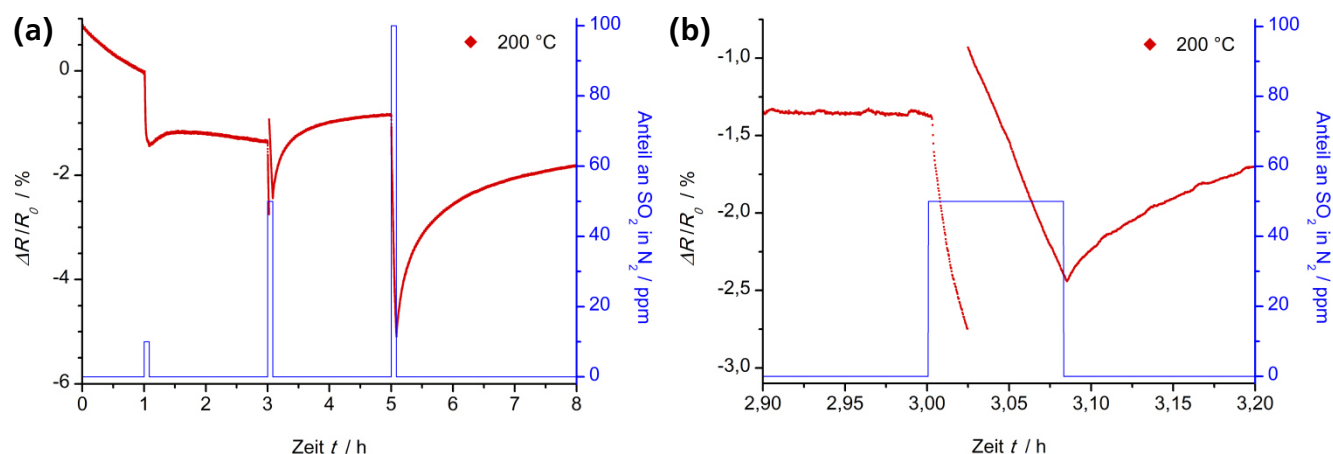 (a)
200 °C
0
-2
-4
-6
ΔR/R0 / %
0 1 2 3 4 5 6 7 8
Zeit t / h
100
80
60
40
20
0
Anteil an SO2 in N2 / ppm
(b)
200 °C
-1,0
-1,5
-2,0
-2,5
-3,0
ΔR/R0 / %
2,90 2,95 3,00 3,05 3,10 3,15 3,20
Zeit t / h
100
80
60
40
20
0
Anteil an SO2 in N2 / ppm